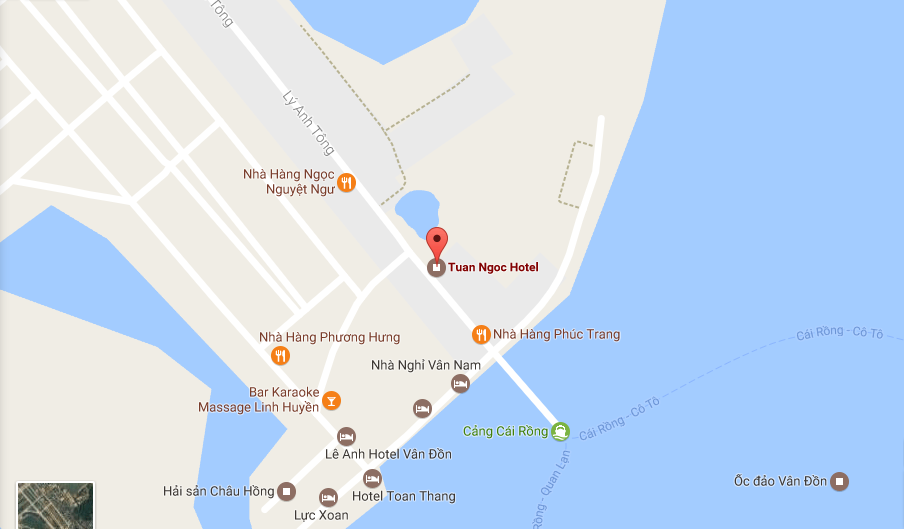 Tông
Lý Anh Tông
Nhà Hàng Ngọc
Nguyệt Ngư
Tuan Ngoc Hotel
Nhà Hàng Phúc Trang
Nhà Hàng Phương Hưng
Nhà Nghỉ Vân Nam
Bar Karaoke
Massage Linh Huyền
Cái Rồng - Cô Tô
Cái Rồng - Cô Tô
Cảng Cái Rồng
Lê Anh Hotel Vân Đồn
Rồng - Quan Lạn
Ốc đảo Vân Đồn
Hải sản Châu Hồng
Hotel Toan Thang
Lực Xoan